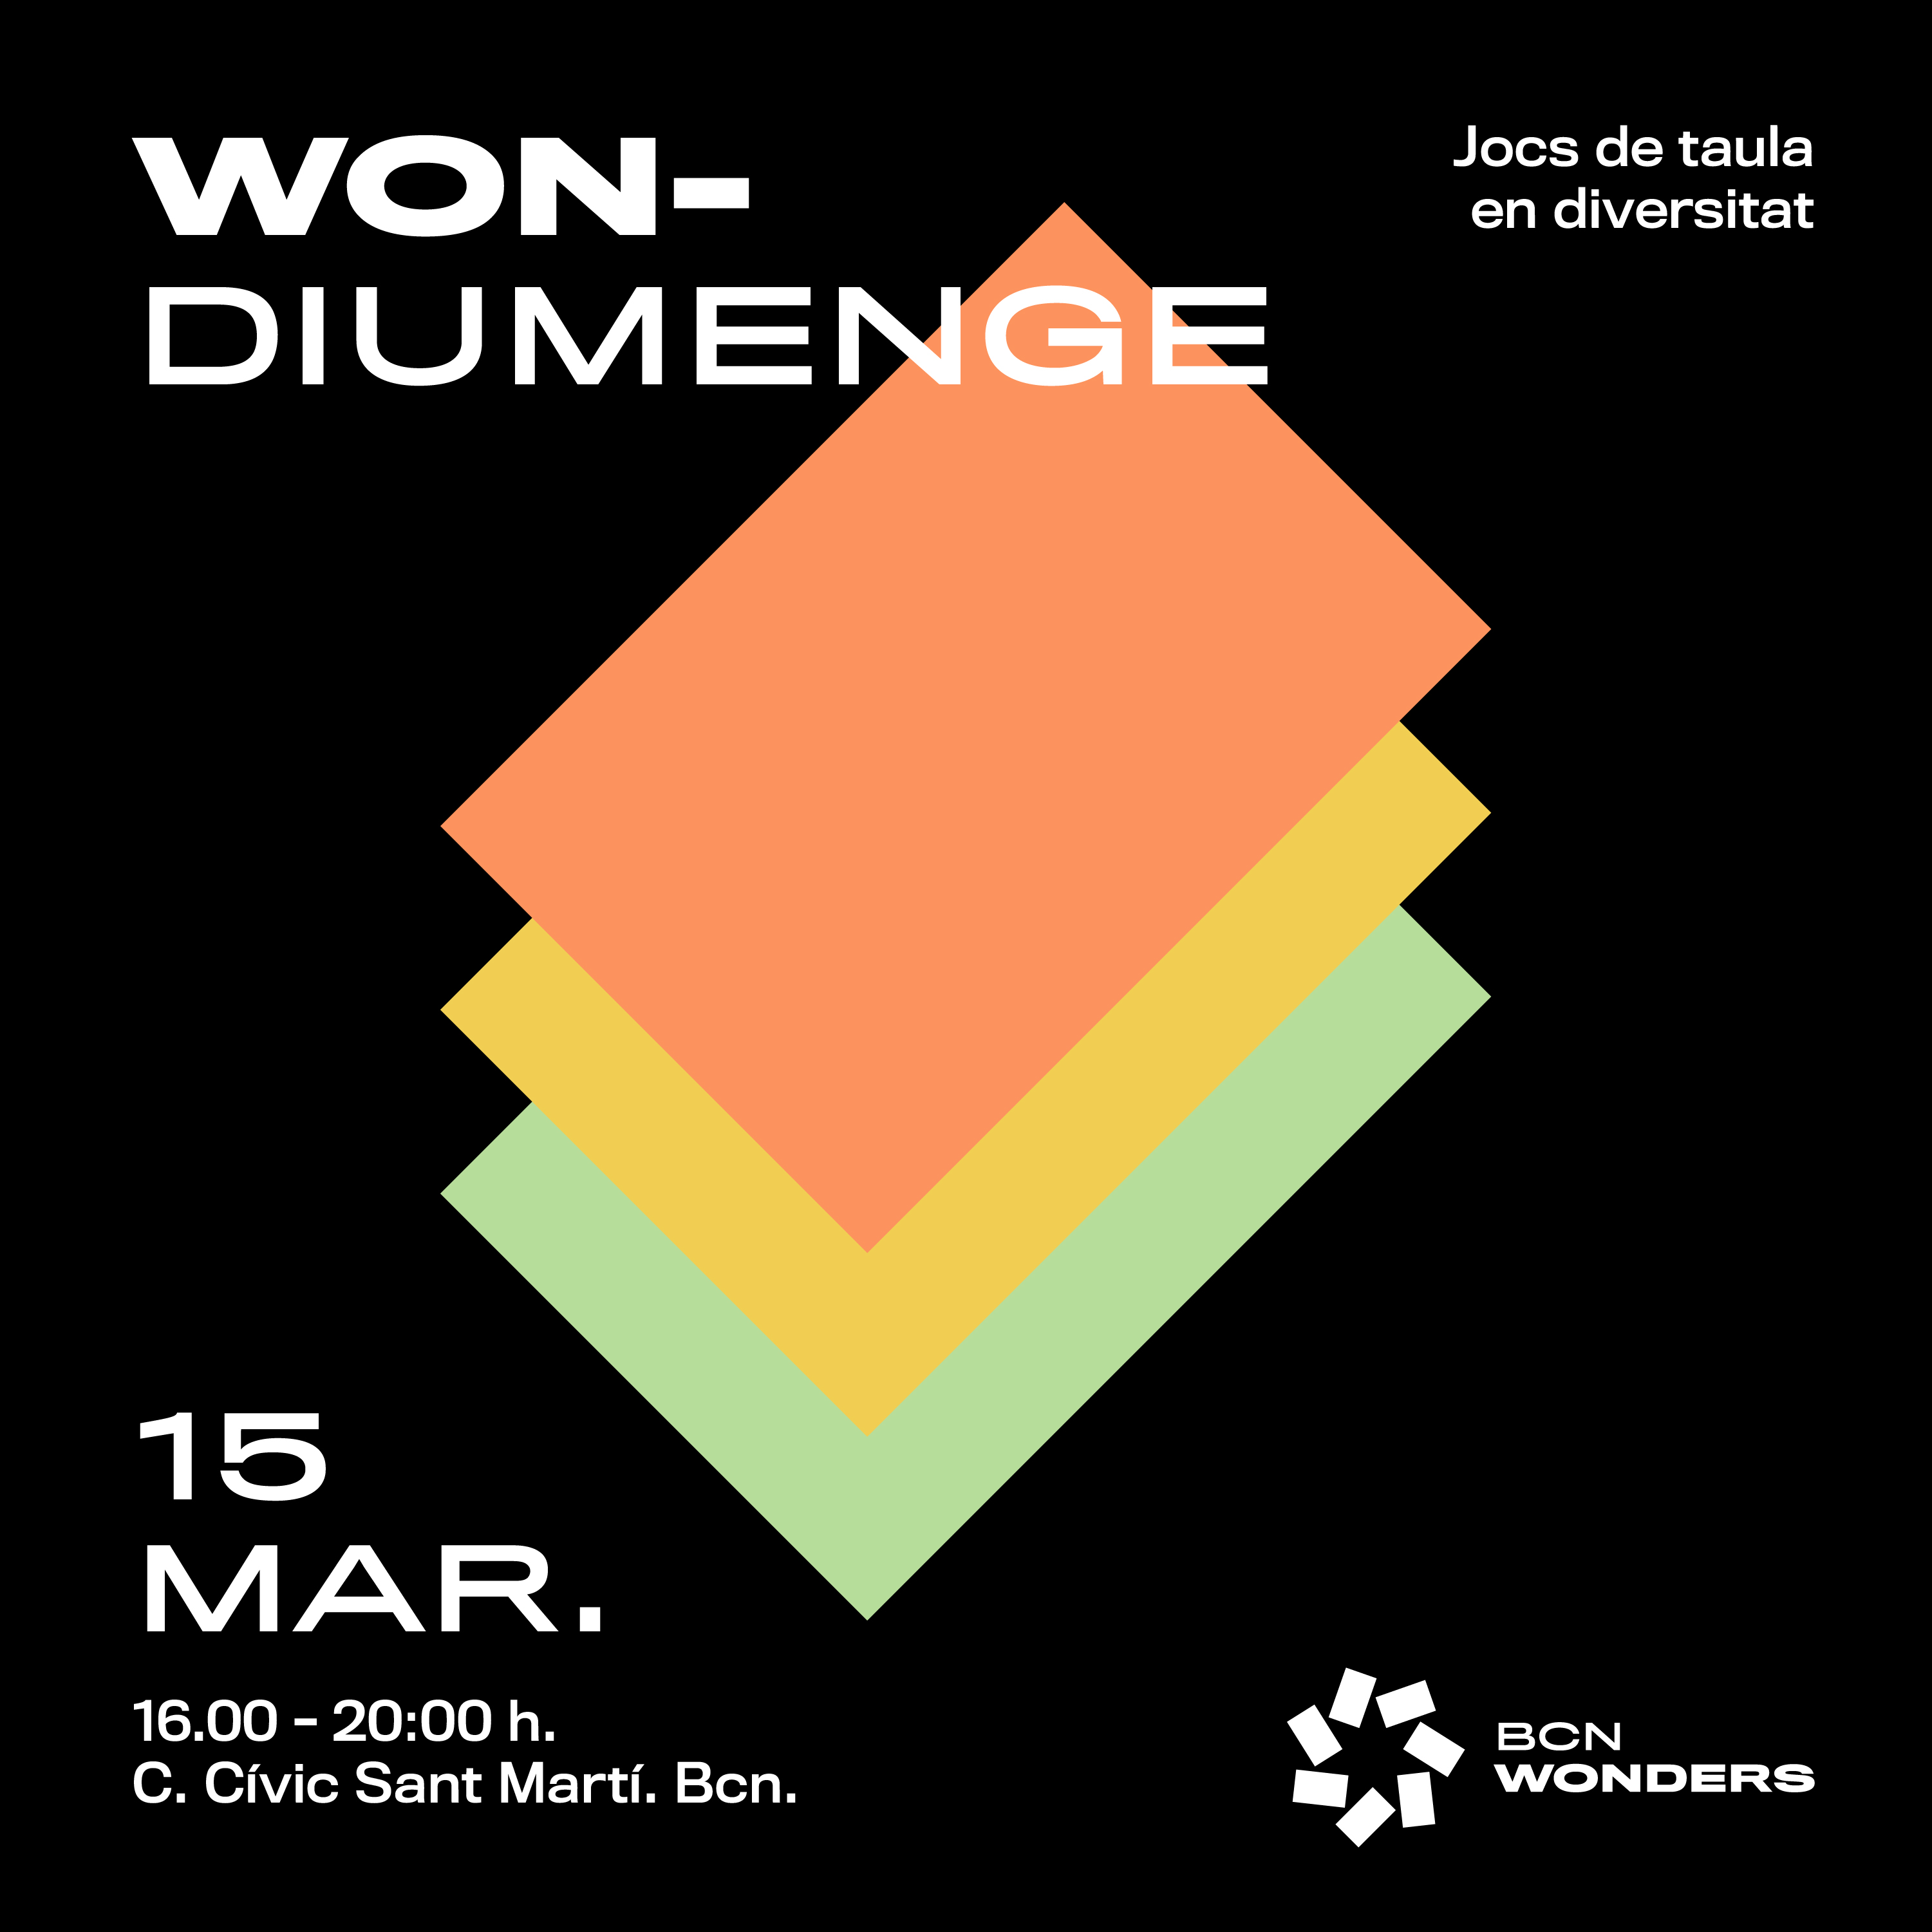 WON-
DIUMENGE
Jocs de taula
en diversitat
15
MAR.
16.00 - 20:00 h.
C. Cívic Sant Martí. Bcn.
BCN
WONDERS